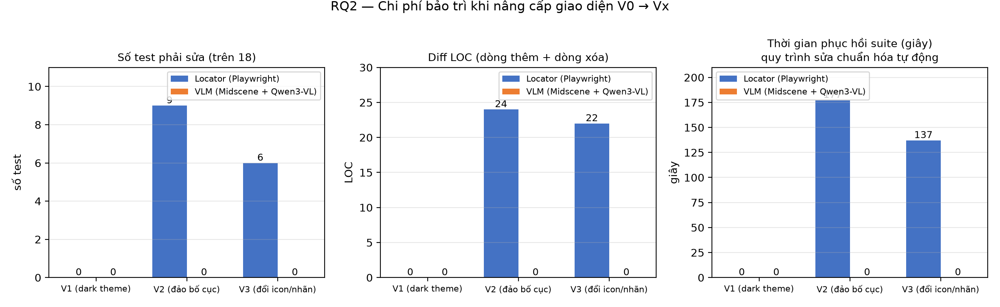 RQ2 — Chi phí bảo trì khi nâng cấp giao diện V0 → Vx
Số test phải sửa (trên 18)
số test
10
8
6
4
2
0
Locator (Playwright)
VLM (Midscene + Qwen3-VL)
0
0
9
0
6
0
V1 (dark theme)
V2 (đảo bố cục)
V3 (đổi icon/nhãn)
Diff LOC (dòng thêm + dòng xóa)
LOC
30
25
20
15
10
5
0
Locator (Playwright)
VLM (Midscene + Qwen3-VL)
0
0
24
0
22
0
V1 (dark theme)
V2 (đảo bố cục)
V3 (đổi icon/nhãn)
Thời gian phục hồi suite (giây)
quy trình sửa chuẩn hóa tự động
giây
200
175
150
125
100
75
50
25
0
Locator (Playwright)
VLM (Midscene + Qwen3-VL)
0
0
177
0
137
0
V1 (dark theme)
V2 (đảo bố cục)
V3 (đổi icon/nhãn)